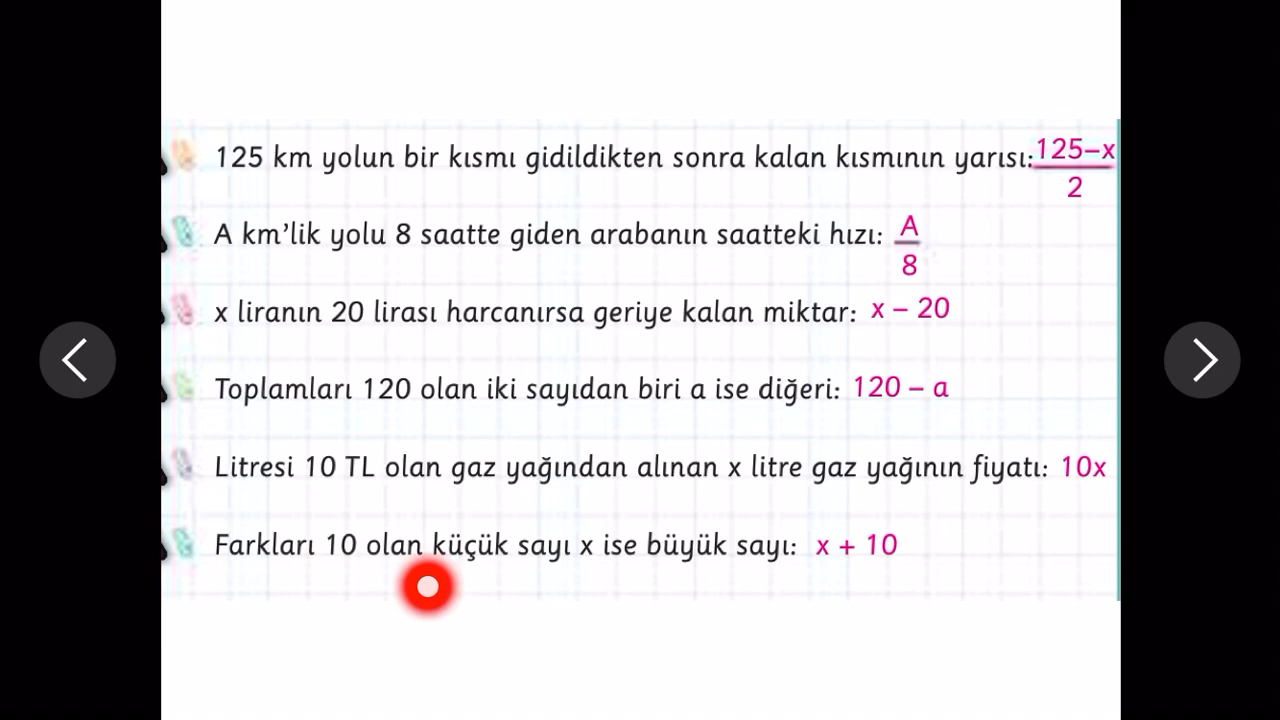 125 km yolun bir kısmı gidildikten sonra kalan kısmının yarısı: 125–x
2
A km'lik yolu 8 saatte giden arabanın saatteki hızı: A
8
x liranın 20 lirası harcanırsa geriye kalan miktar: x – 20
Toplamları 120 olan iki sayıdan biri a ise diğeri: 120 – a
Litresi 10 TL olan gaz yağından alınan x litre gaz yağının fiyatı: 10x
Farkları 10 olan küçük sayı x ise büyük sayı: x + 10